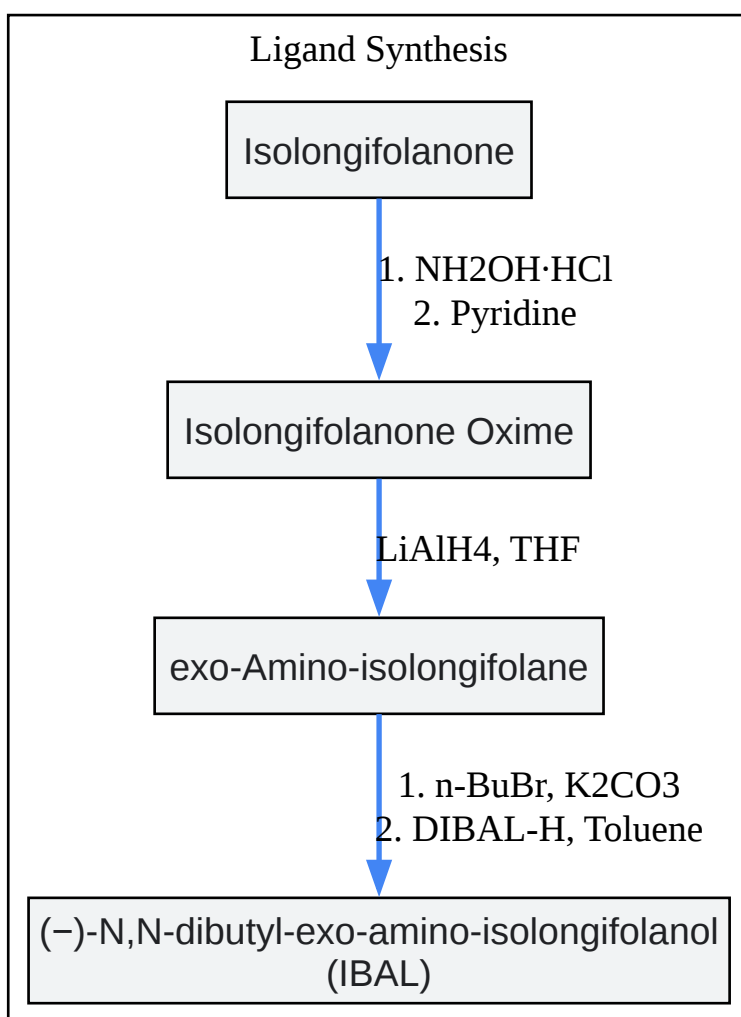 Ligand Synthesis
Isolongifolanone
1. NH2OH·HCl
2. Pyridine
Isolongifolanone Oxime
LiAlH4, THF
exo-Amino-isolongifolane
1. n-BuBr, K2CO3
2. DIBAL-H, Toluene
(−)-N,N-dibutyl-exo-amino-isolongifolanol
(IBAL)